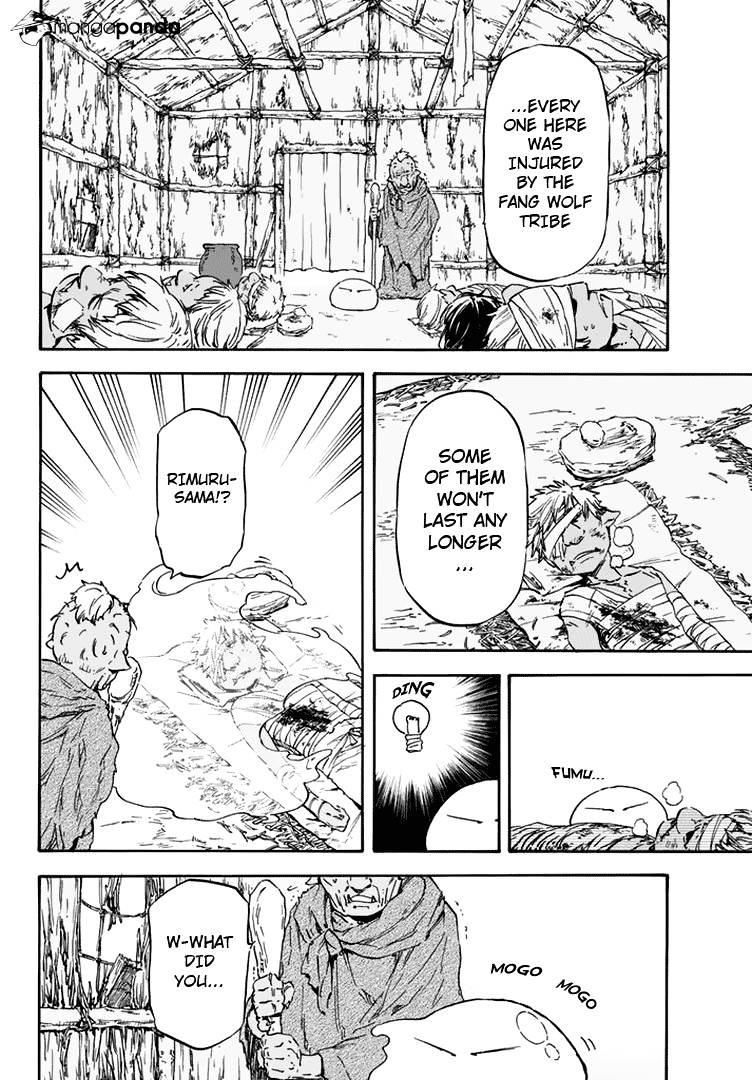 mangapanda
...EVERY
ONE HERE
WAS
INJURED
BY THE
FANG WOLF
TRIBE
SOME
OF THEM
WON'T
LAST ANY
LONGER
...
RIMURU-
SAMA!?
FUMU...
DING
W-WHAT
DID
YOU...
MOGO
MOGO